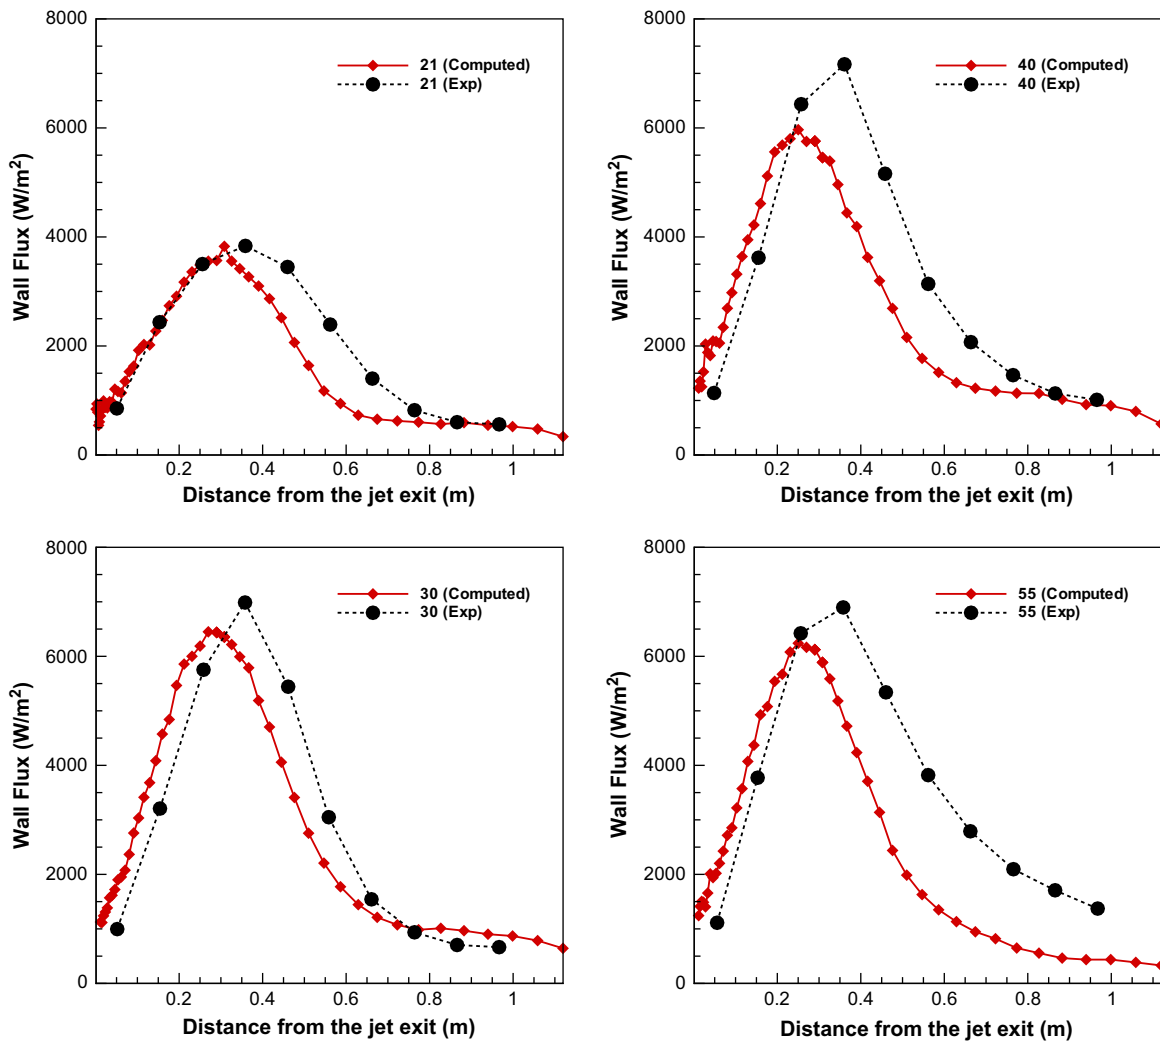 8000
6000
4000
2000
0
Wall Flux (W/m²)
21 (Computed)
21 (Exp)
0.2 0.4 0.6 0.8 1
Distance from the jet exit (m)
8000
6000
4000
2000
0
Wall Flux (W/m²)
40 (Computed)
40 (Exp)
0.2 0.4 0.6 0.8 1
Distance from the jet exit (m)
8000
6000
4000
2000
0
Wall Flux (W/m²)
30 (Computed)
30 (Exp)
0.2 0.4 0.6 0.8 1
Distance from the jet exit (m)
8000
6000
4000
2000
0
Wall Flux (W/m²)
55 (Computed)
55 (Exp)
0.2 0.4 0.6 0.8 1
Distance from the jet exit (m)